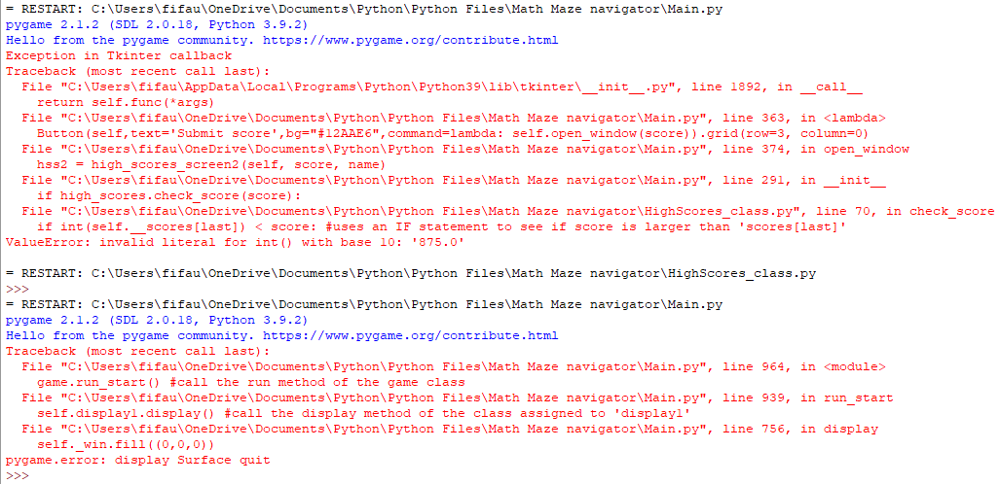 = RESTART: C:\Users\fifau\OneDrive\Documents\Python\Python Files\Math Maze navigator\Main.py
pygame 2.1.2 (SDL 2.0.18, Python 3.9.2)
Hello from the pygame community. https://www.pygame.org/contribute.html
Exception in Tkinter callback
Traceback (most recent call last):
  File "C:\Users\fifau\AppData\Local\Programs\Python\Python39\lib\tkinter\__init__.py", line 1892, in __call__
    return self.func(*args)
  File "C:\Users\fifau\OneDrive\Documents\Python\Python Files\Math Maze navigator\Main.py", line 363, in <lambda>
    Button(self,text='Submit score',bg="#12AAE6",command=lambda: self.open_window(score)).grid(row=3, column=0)
  File "C:\Users\fifau\OneDrive\Documents\Python\Python Files\Math Maze navigator\Main.py", line 374, in open_window
    hss2 = high_scores_screen2(self, score, name)
  File "C:\Users\fifau\OneDrive\Documents\Python\Python Files\Math Maze navigator\Main.py", line 291, in __init__
    if high_scores.check_score(score):
  File "C:\Users\fifau\OneDrive\Documents\Python\Python Files\Math Maze navigator\HighScores_class.py", line 70, in check_score
    if int(self.__scores[last]) < score: #uses an IF statement to see if score is larger than 'scores[last]'
ValueError: invalid literal for int() with base 10: '875.0'

= RESTART: C:\Users\fifau\OneDrive\Documents\Python\Python Files\Math Maze navigator\HighScores_class.py
>>>
= RESTART: C:\Users\fifau\OneDrive\Documents\Python\Python Files\Math Maze navigator\Main.py
pygame 2.1.2 (SDL 2.0.18, Python 3.9.2)
Hello from the pygame community. https://www.pygame.org/contribute.html
Traceback (most recent call last):
  File "C:\Users\fifau\OneDrive\Documents\Python\Python Files\Math Maze navigator\Main.py", line 964, in <module>
    game.run_start() #call the run method of the game class
  File "C:\Users\fifau\OneDrive\Documents\Python\Python Files\Math Maze navigator\Main.py", line 939, in run_start
    self.display1.display() #call the display method of the class assigned to 'display1'
  File "C:\Users\fifau\OneDrive\Documents\Python\Python Files\Math Maze navigator\Main.py", line 756, in display
    self._win.fill((0,0,0))
pygame.error: display Surface quit
>>>